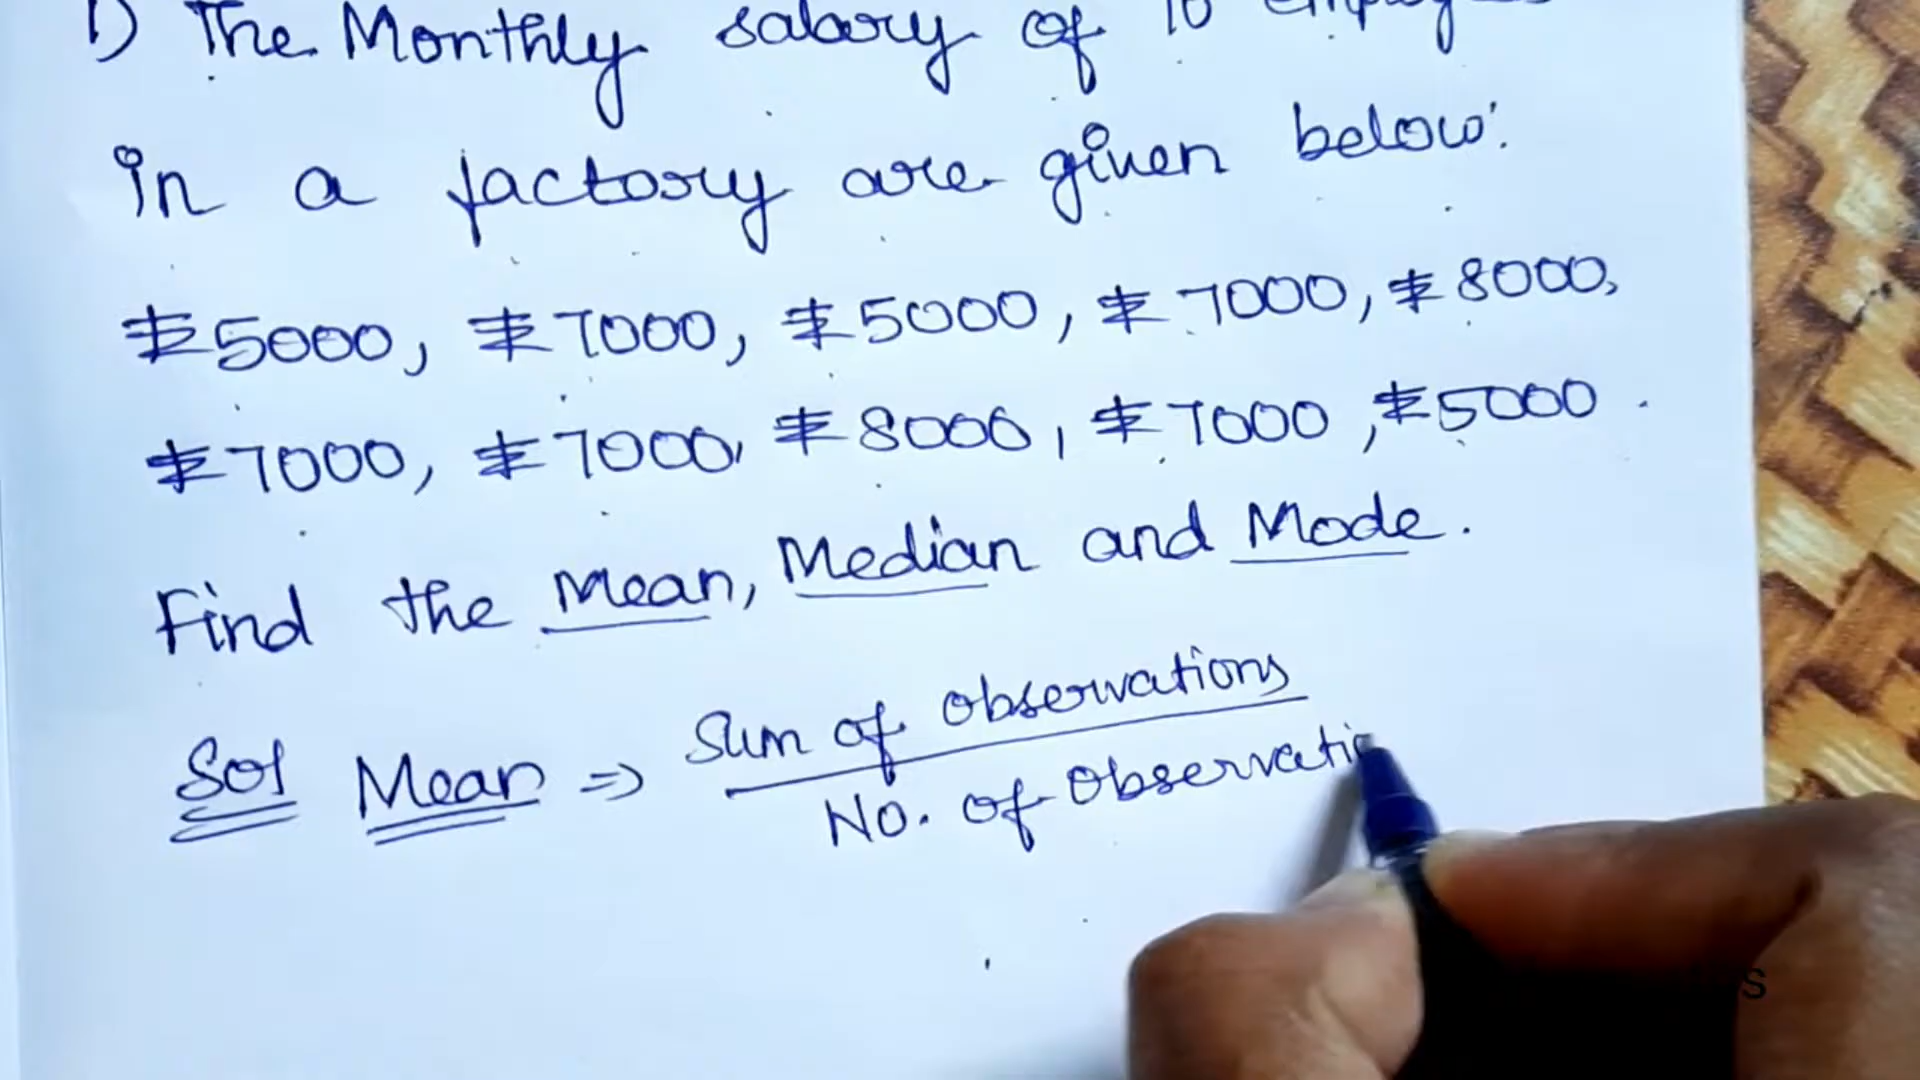 1) The Monthly salary of 10
in a factory are given below:
₹5000, ₹7000, ₹5000, ₹7000, ₹8000,
₹7000, ₹7000, ₹8000, ₹7000, ₹5000.
Find the Mean, Median and Mode.
Sol Mean ⇒ Sum of observations
No. of Observatio